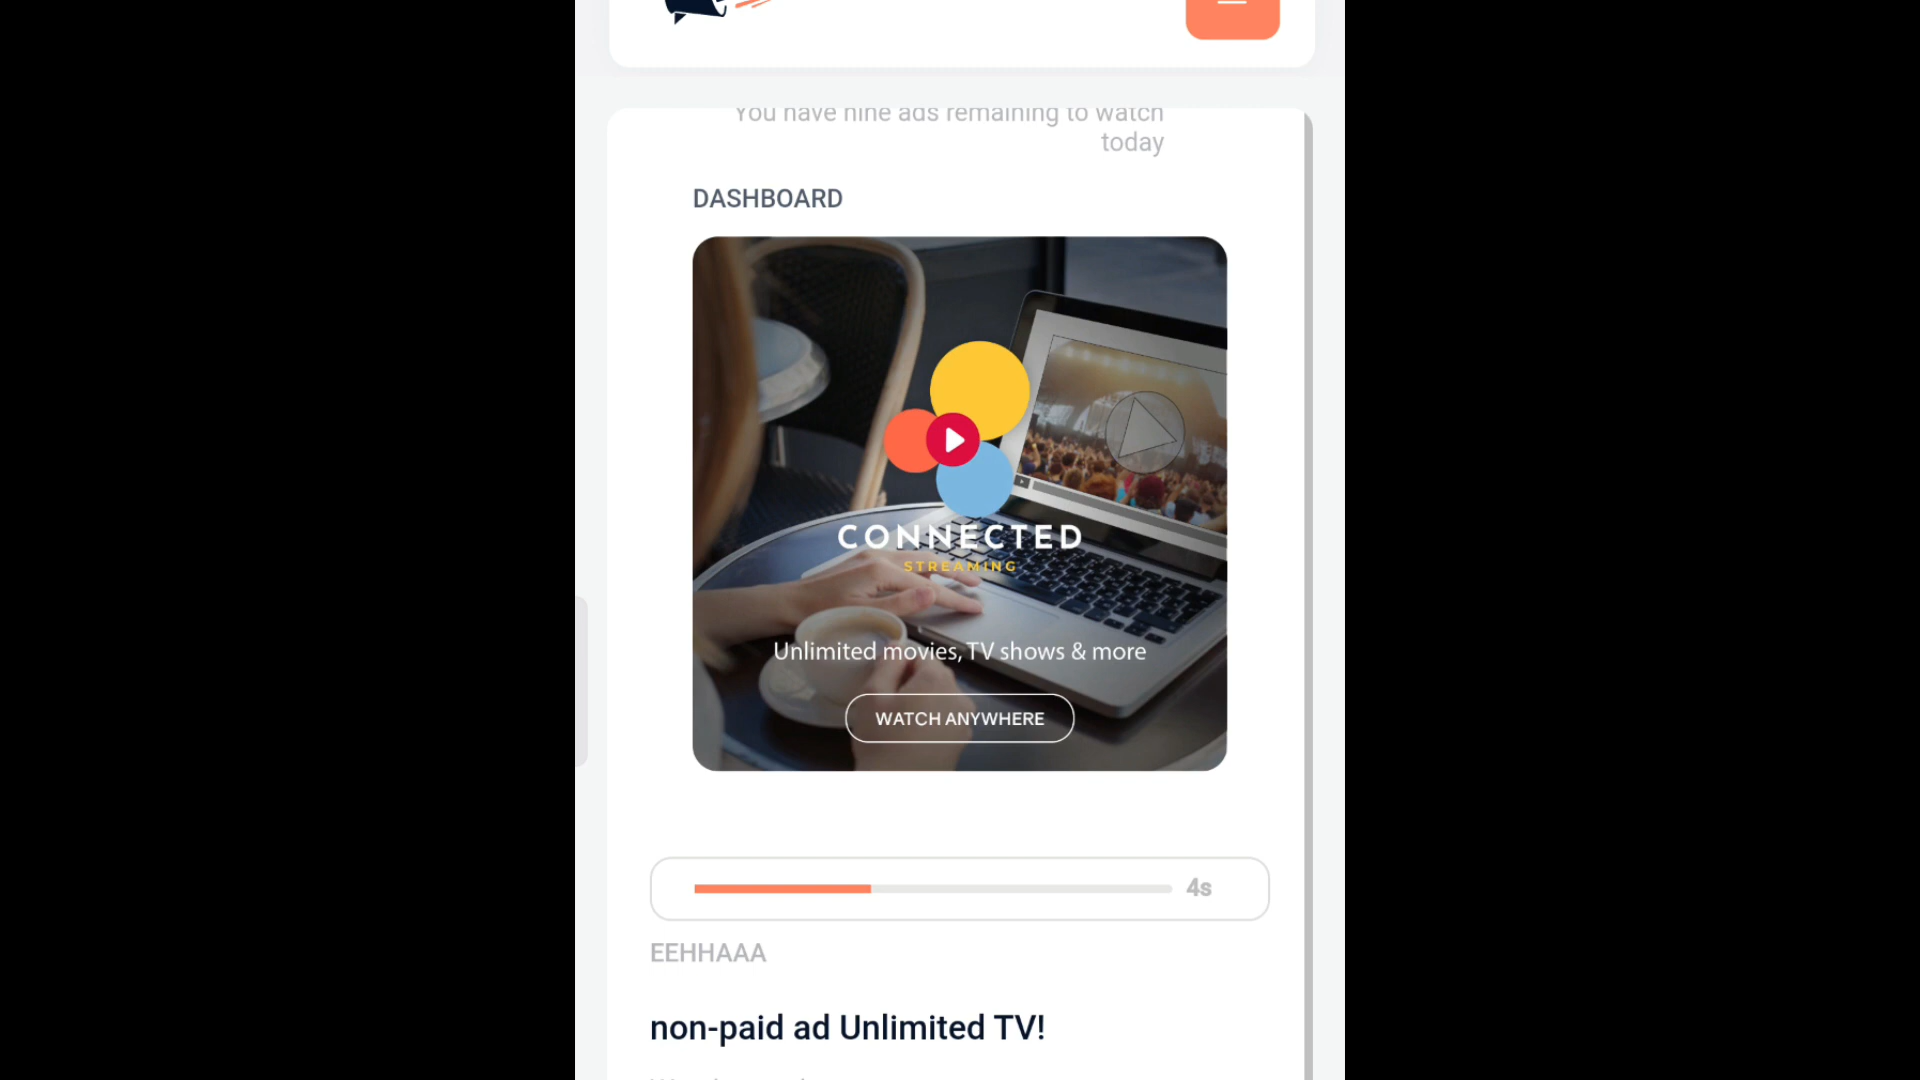 You have nine ads remaining to watch
today
DASHBOARD
CONNECTED
STREAMING
Unlimited movies, TV shows & more
WATCH ANYWHERE
4s
EEHHAAA
non-paid ad Unlimited TV!